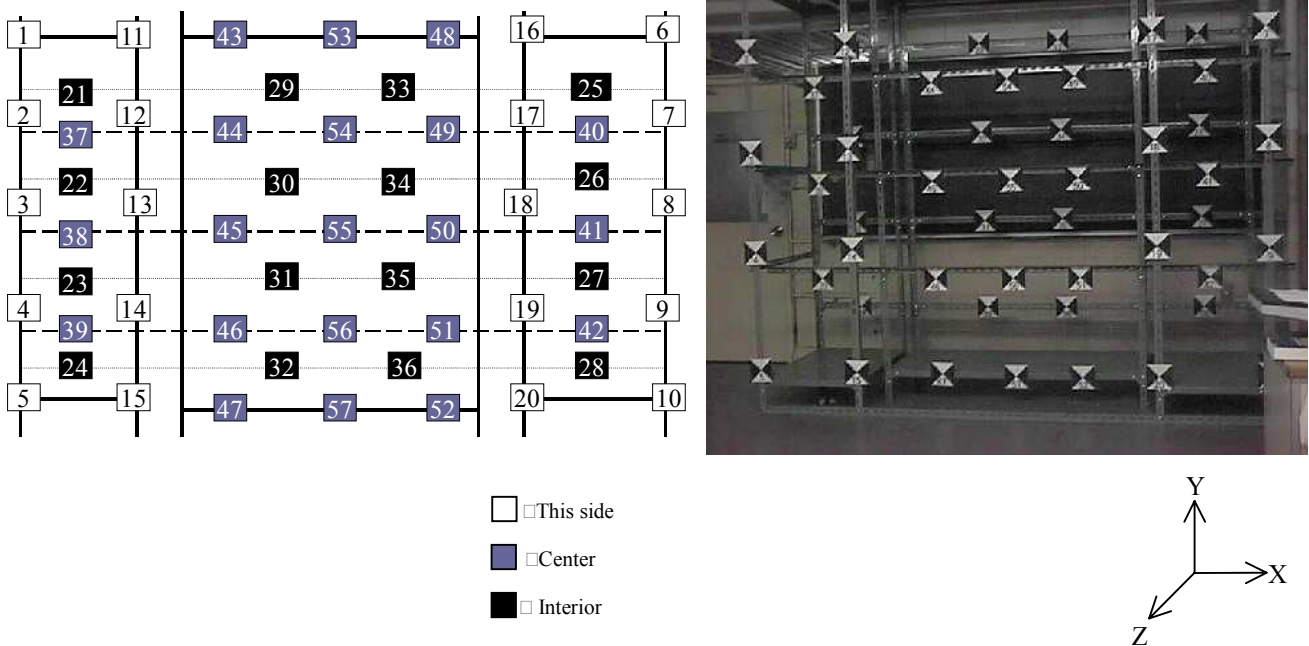 1 11 43 53 48 16 6
21 29 33 25
2 12 17 7
37 44 54 49 40
22 30 34 26
3 13 18 8
38 45 55 50 41
23 31 35 27
4 14 19 9
39 46 56 51 42
24 32 36 28
5 15 20 10
47 57 52
□This side
□Center
□ Interior
Y
X
Z